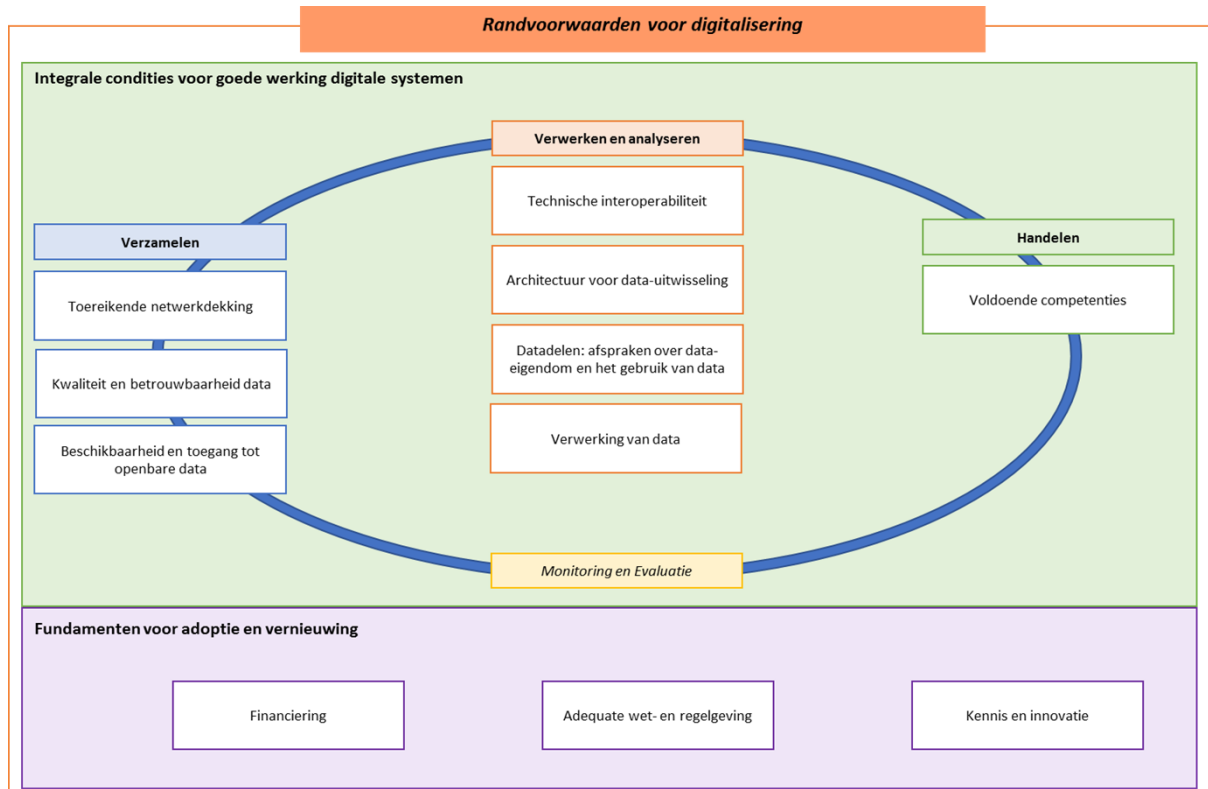 Randvoorwaarden voor digitalisering
Integrale condities voor goede werking digitale systemen
Verzamelen
Toereikende netwerkdekking
Kwaliteit en betrouwbaarheid data
Beschikbaarheid en toegang tot
openbare data
Verwerken en analyseren
Technische interoperabiliteit
Architectuur voor data-uitwisseling
Datadelen: afspraken over data-
eigendom en het gebruik van data
Verwerking van data
Handelen
Voldoende competenties
Monitoring en Evaluatie
Fundamenten voor adoptie en vernieuwing
Financiering
Adequate wet- en regelgeving
Kennis en innovatie